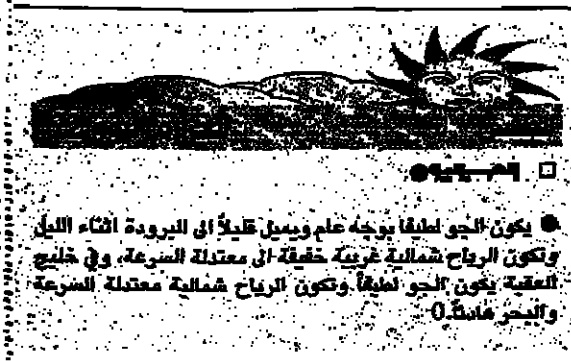 ● يكون الجو لطيفا بوجه عام ويميل قليلاً الى البرودة اثناء الليل
وتكون الرياح شمالية غربية خفيفة الى معتدلة السرعة، وفي خليج
العقبة يكون الجو لطيفاً وتكون الرياح شمالية معتدلة السرعة
والبحر هادئاً.